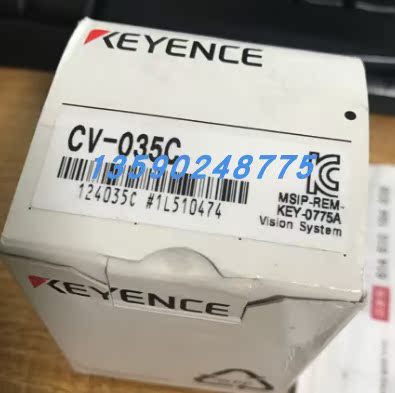 KEYENCE
CV-035C
13590248775
124035C #1L510474
MSIP-REM-
KEY-0775A
Vision System
KEYENCE